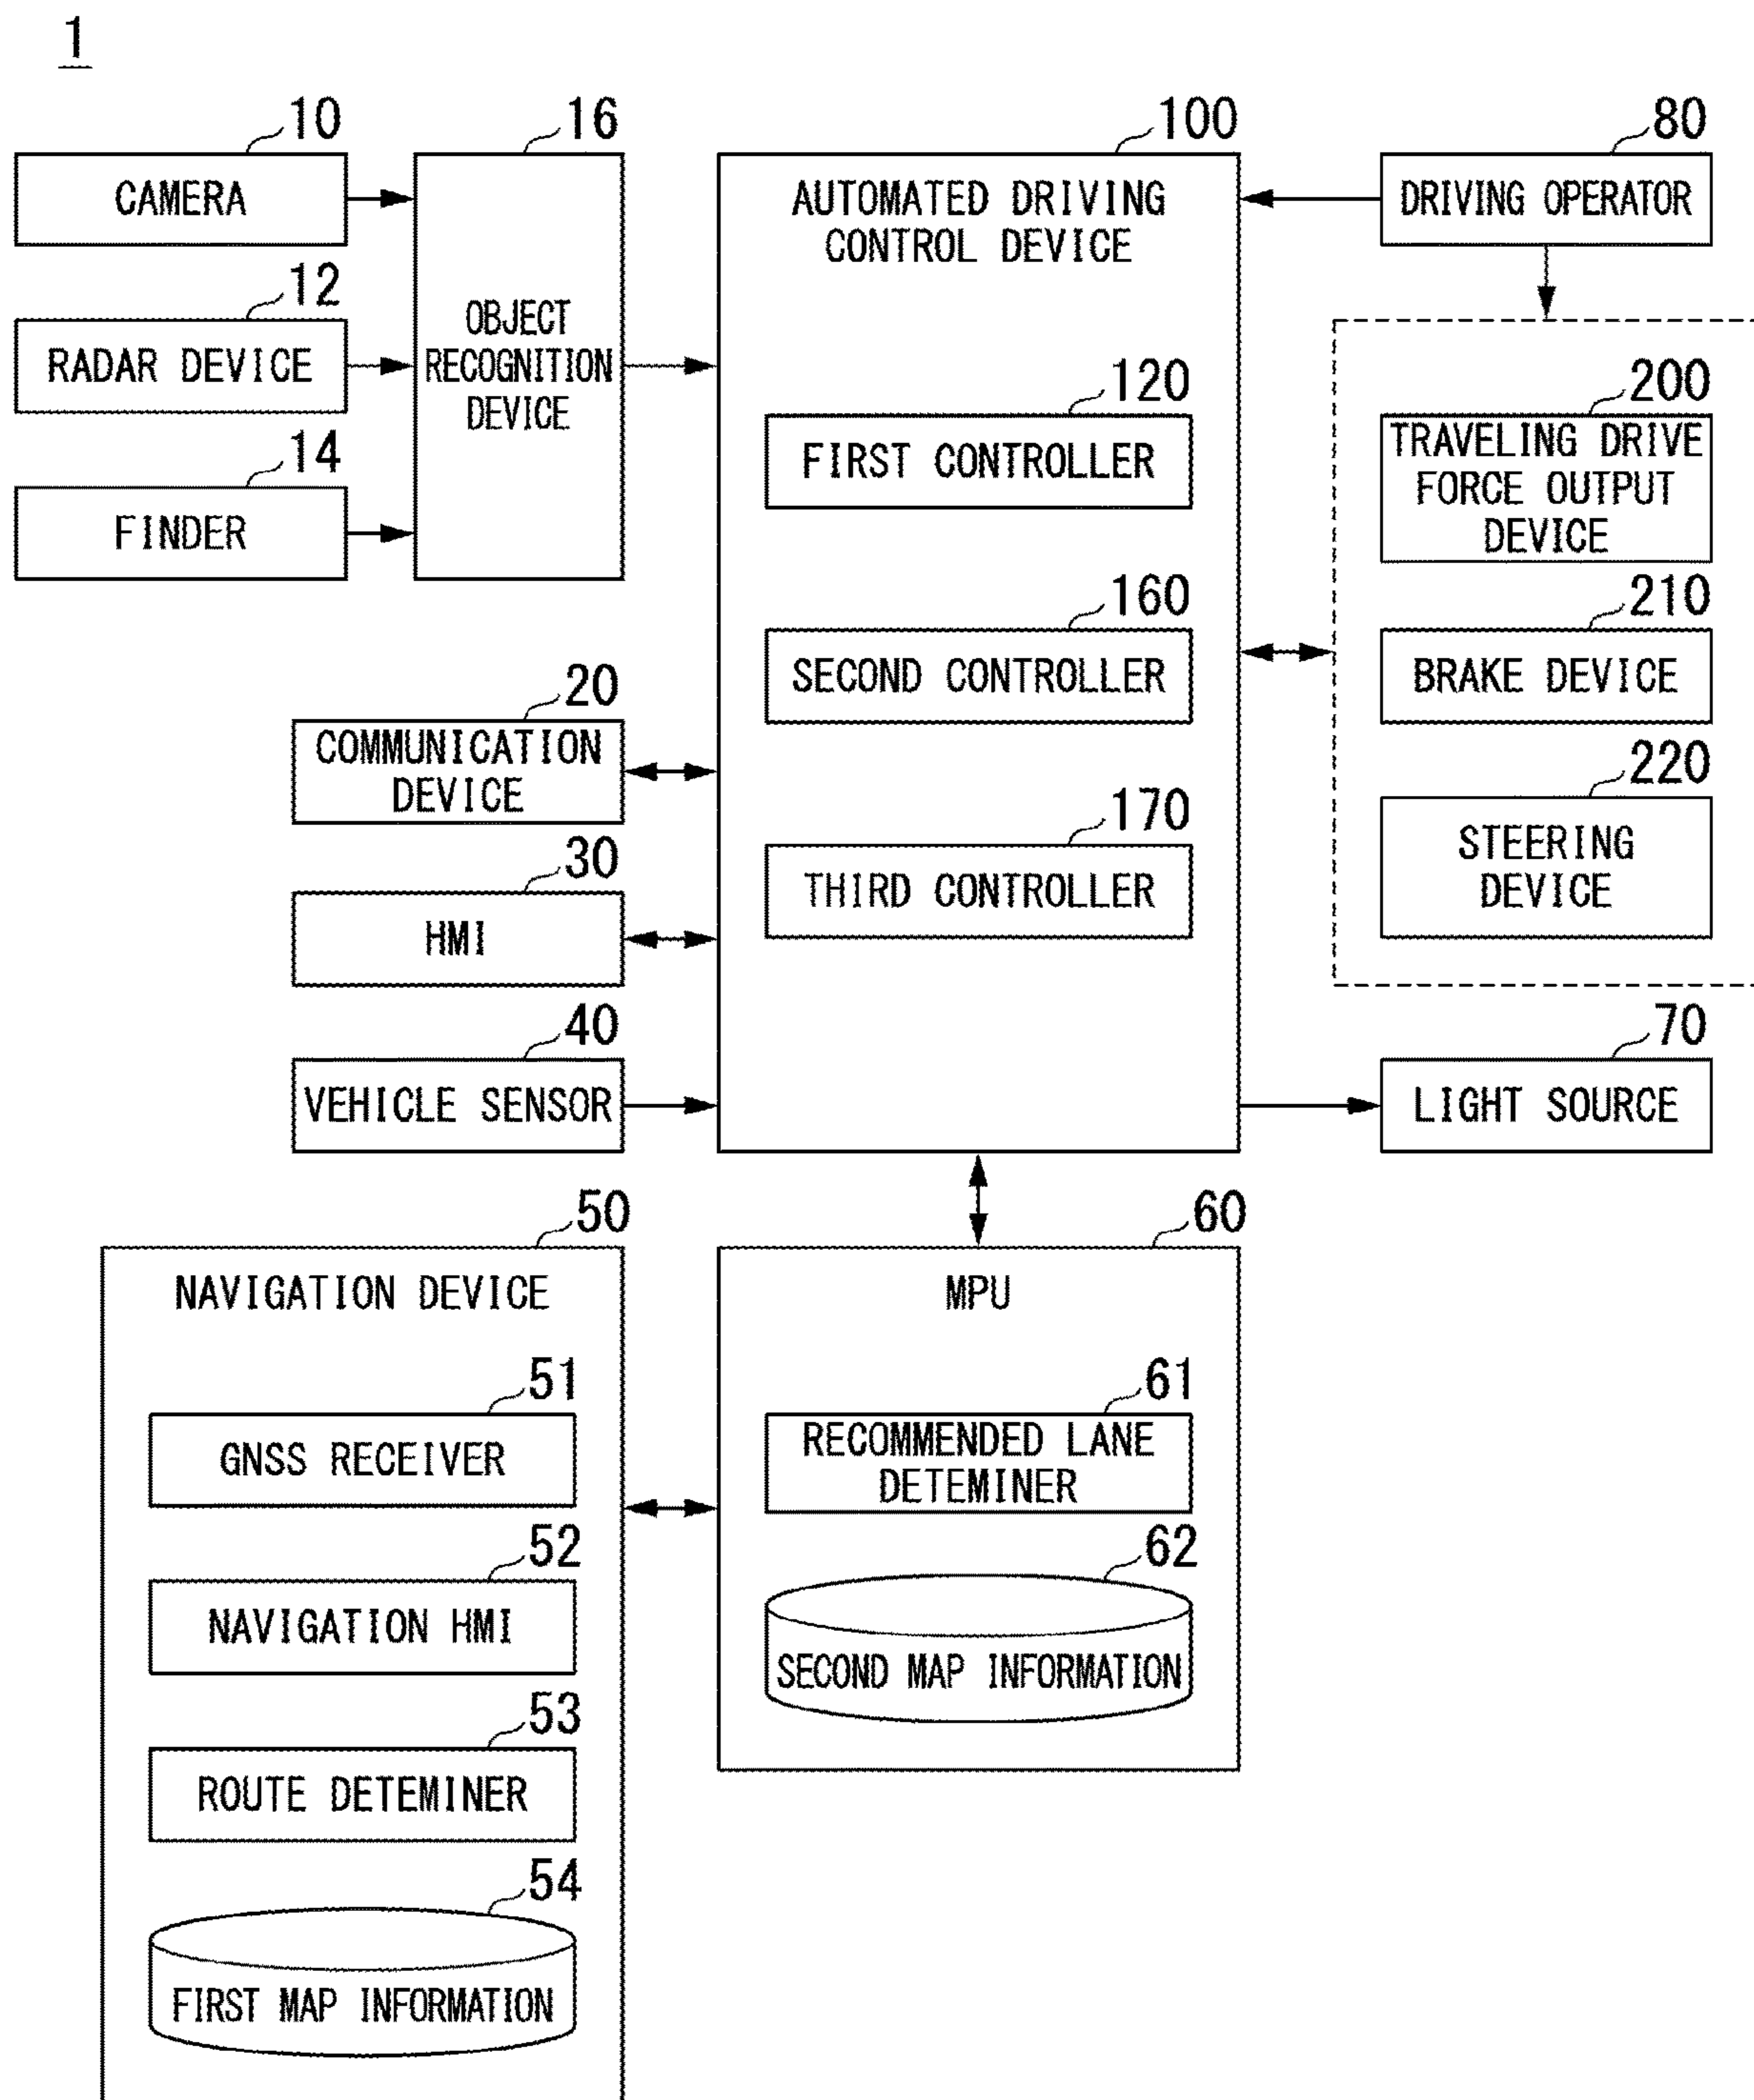 1
10
CAMERA
12
RADAR DEVICE
14
FINDER
16
OBJECT
RECOGNITION
DEVICE
100
AUTOMATED DRIVING
CONTROL DEVICE
120
FIRST CONTROLLER
160
SECOND CONTROLLER
170
THIRD CONTROLLER
80
DRIVING OPERATOR
200
TRAVELING DRIVE
FORCE OUTPUT
DEVICE
210
BRAKE DEVICE
220
STEERING
DEVICE
20
COMMUNICATION
DEVICE
30
HMI
40
VEHICLE SENSOR
70
LIGHT SOURCE
50
NAVIGATION DEVICE
51
GNSS RECEIVER
52
NAVIGATION HMI
53
ROUTE DETEMINER
54
FIRST MAP INFORMATION
60
MPU
61
RECOMMENDED LANE
DETEMINER
62
SECOND MAP INFORMATION